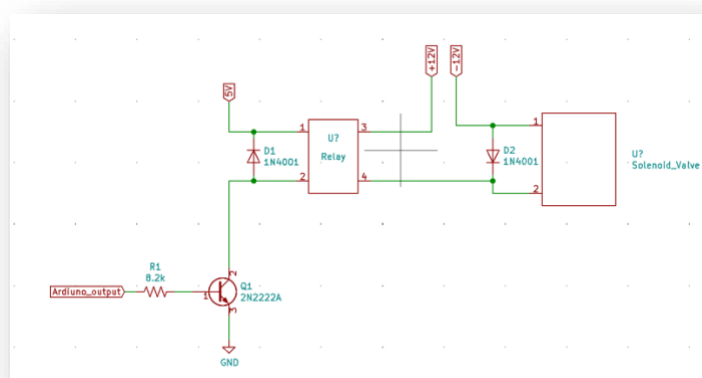 +12V
-12V
5V
1
U?
3
D1
1N4001
Relay
2
4
1
D2
1N4001
U?
Solenoid_Valve
2
R1
8.2k
Arduino_output
1
2
Q1
2N2222A
3
GND